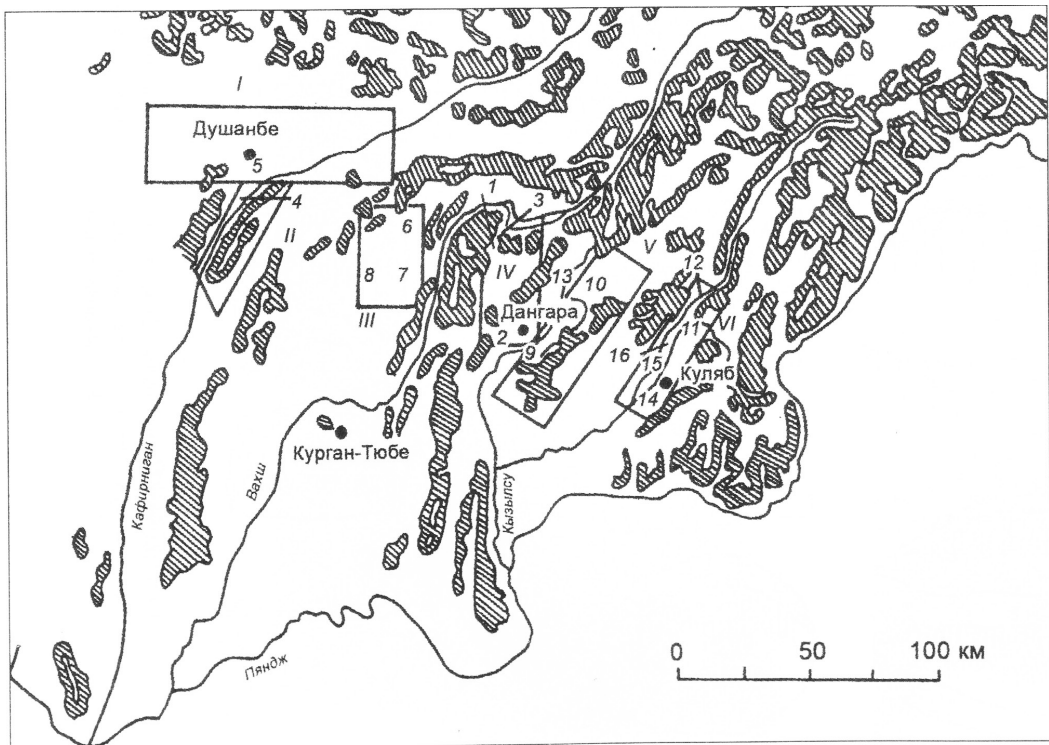 I
Душанбе
5
4
II
1
3
6
IV
V
8
7
13
10
12
III
Дангара
11
VI
2
9
16
15
Куляб
14
Курган-Тюбе
Кафирниган
Вахш
Кызылсу
Пяндж
0 50 100 км